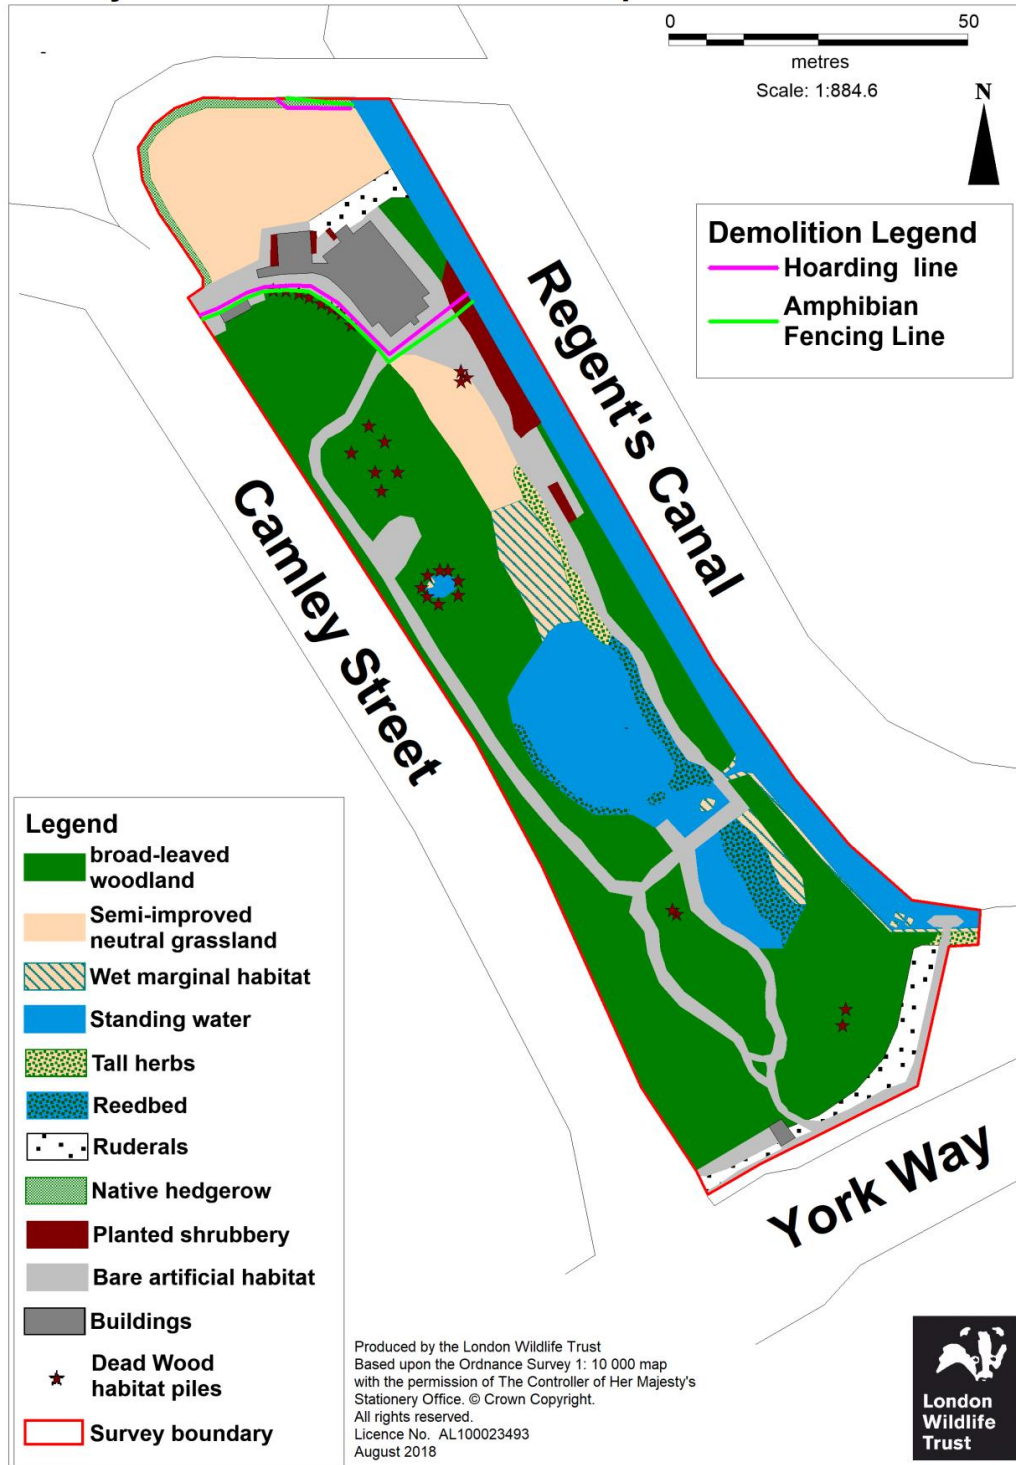 0 50
metres
Scale: 1:884.6
N
Demolition Legend
Hoarding line
Amphibian
Fencing Line
Regent's Canal
Camley Street
York Way
Legend
broad-leaved
woodland
Semi-improved
neutral grassland
Wet marginal habitat
Standing water
Tall herbs
Reedbed
Ruderals
Native hedgerow
Planted shrubbery
Bare artificial habitat
Buildings
Dead Wood
habitat piles
Survey boundary
Produced by the London Wildlife Trust
Based upon the Ordnance Survey 1: 10 000 map
with the permission of The Controller of Her Majesty's
Stationery Office. © Crown Copyright.
All rights reserved.
Licence No. AL100023493
August 2018
London
Wildlife
Trust